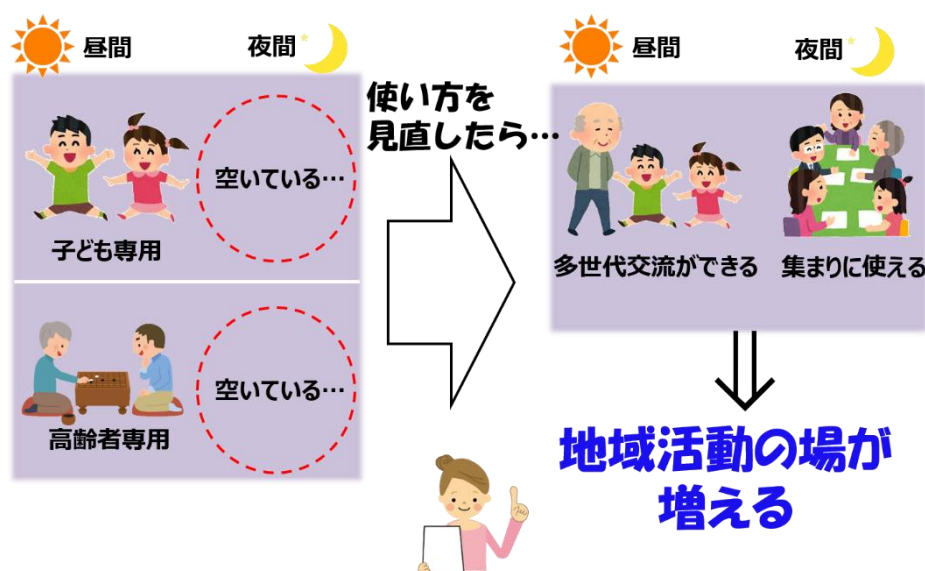 昼間
夜間
空いている…
子ども専用
空いている…
高齢者専用
使い方を
見直したら…
昼間
夜間
多世代交流ができる
集まりに使える
地域活動の場が
増える